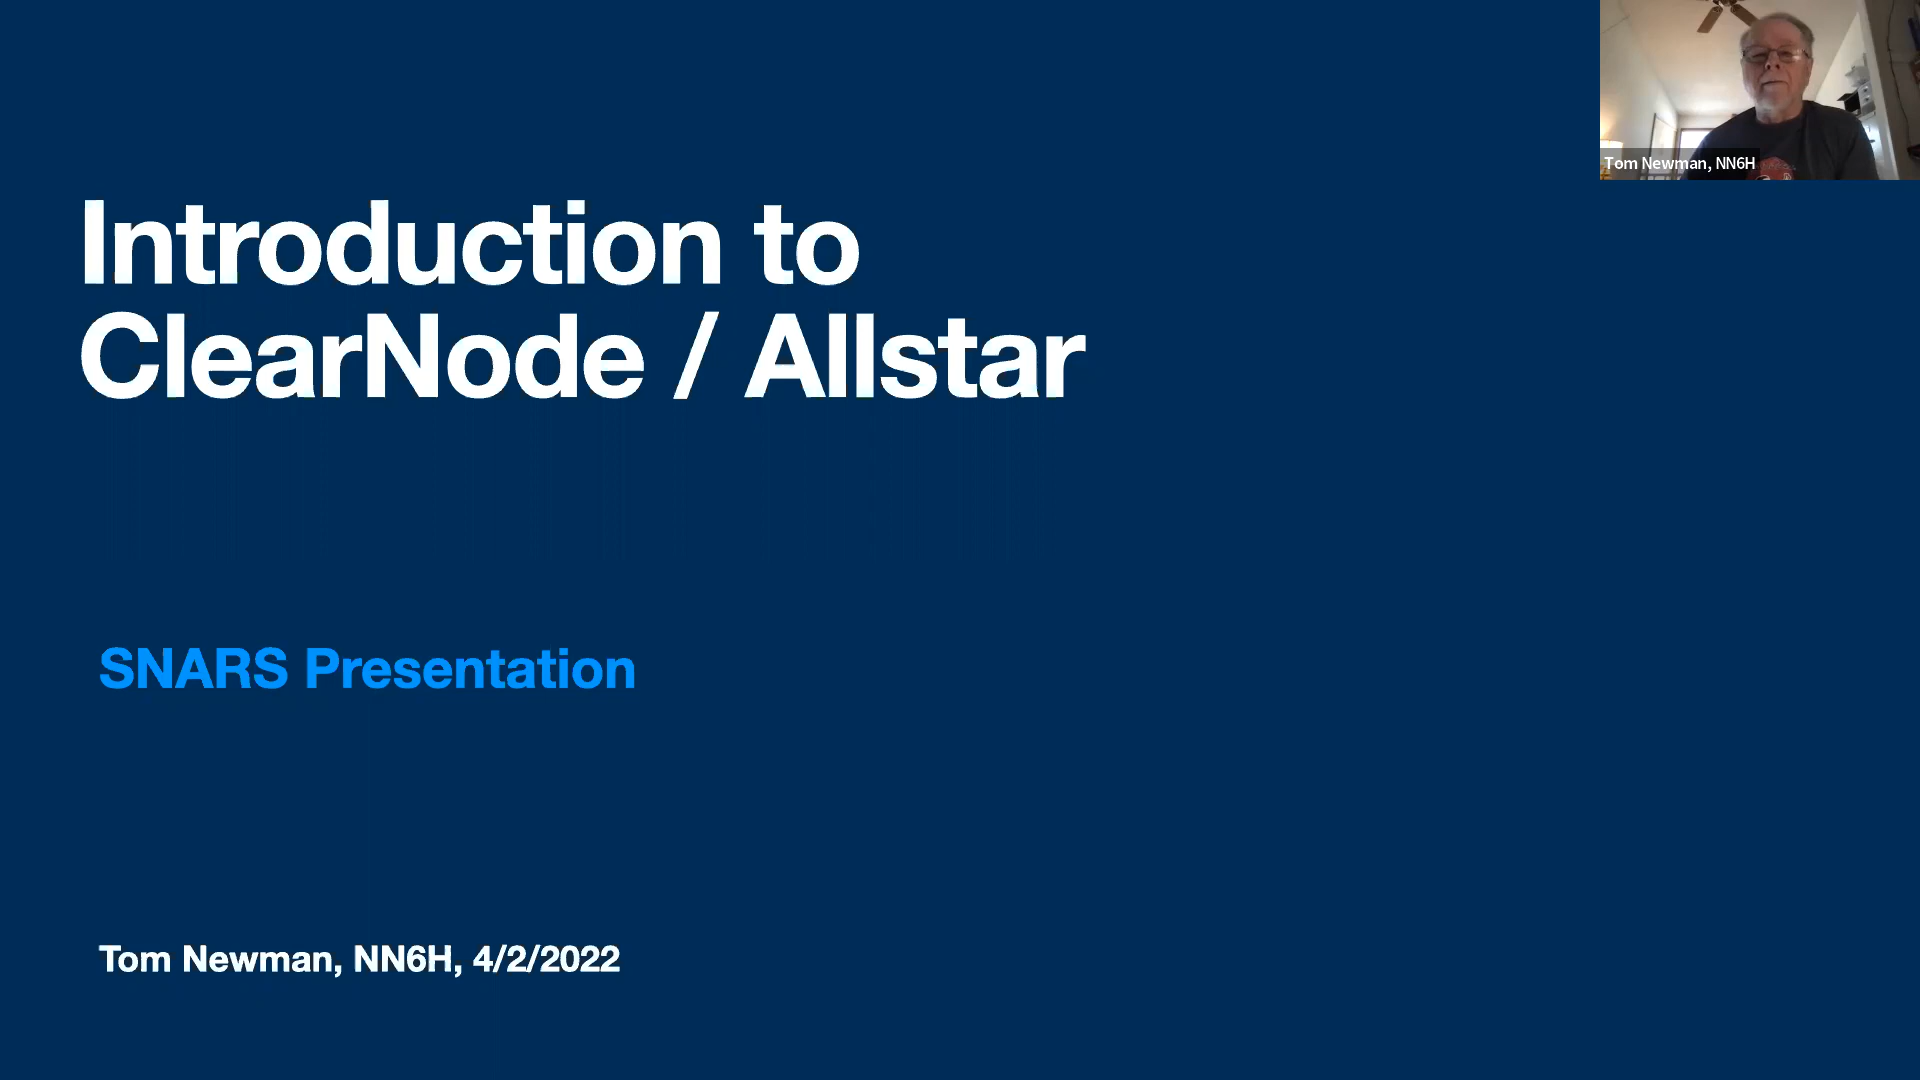 Introduction to
ClearNode / Allstar
SNARS Presentation
Tom Newman, NN6H, 4/2/2022
Tom Newman, NN6H